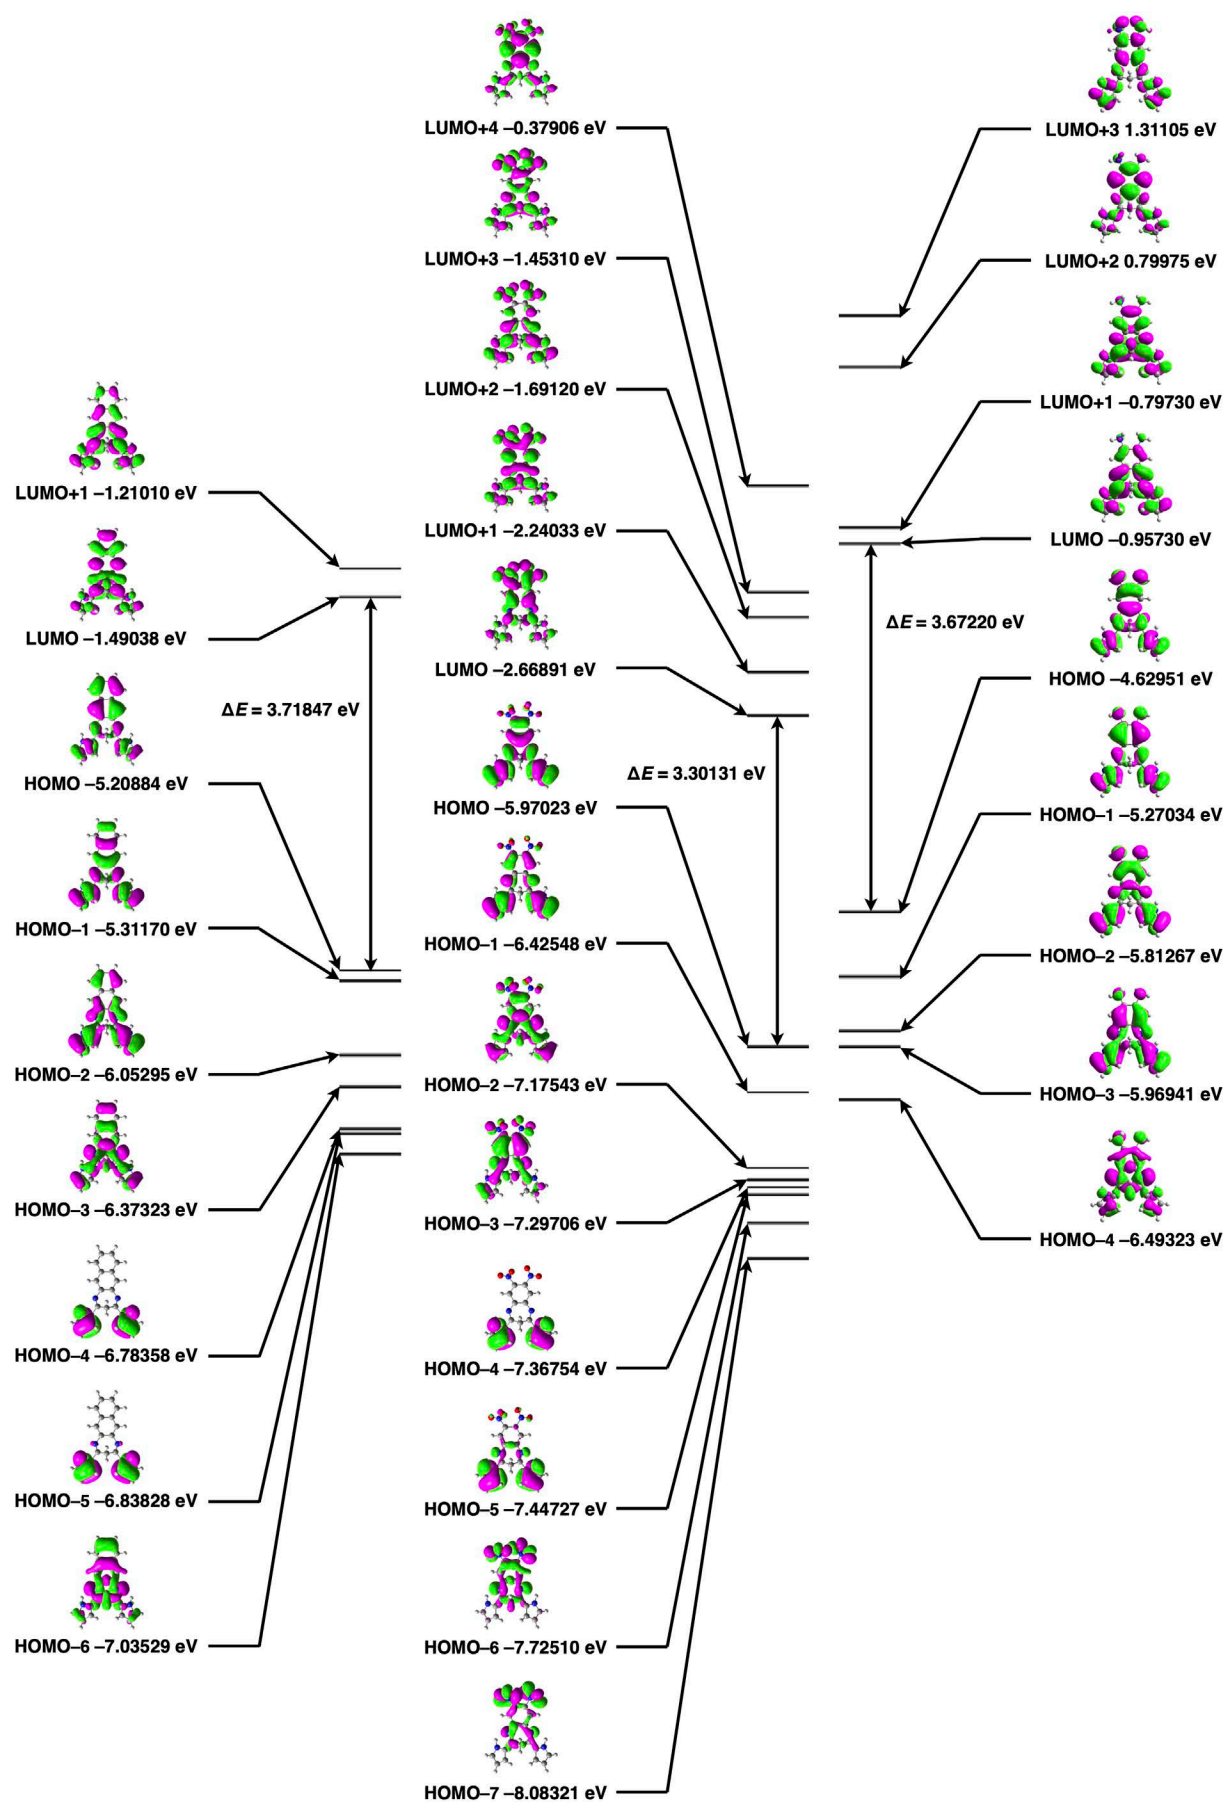 LUMO+1 –1.21010 eV
LUMO –1.49038 eV
ΔE = 3.71847 eV
HOMO –5.20884 eV
HOMO–1 –5.31170 eV
HOMO–2 –6.05295 eV
HOMO–3 –6.37323 eV
HOMO–4 –6.78358 eV
HOMO–5 –6.83828 eV
HOMO–6 –7.03529 eV
LUMO+4 –0.37906 eV
LUMO+3 –1.45310 eV
LUMO+2 –1.69120 eV
LUMO+1 –2.24033 eV
LUMO –2.66891 eV
ΔE = 3.30131 eV
HOMO –5.97023 eV
HOMO–1 –6.42548 eV
HOMO–2 –7.17543 eV
HOMO–3 –7.29706 eV
HOMO–4 –7.36754 eV
HOMO–5 –7.44727 eV
HOMO–6 –7.72510 eV
HOMO–7 –8.08321 eV
LUMO+3 1.31105 eV
LUMO+2 0.79975 eV
LUMO+1 –0.79730 eV
LUMO –0.95730 eV
ΔE = 3.67220 eV
HOMO –4.62951 eV
HOMO–1 –5.27034 eV
HOMO–2 –5.81267 eV
HOMO–3 –5.96941 eV
HOMO–4 –6.49323 eV